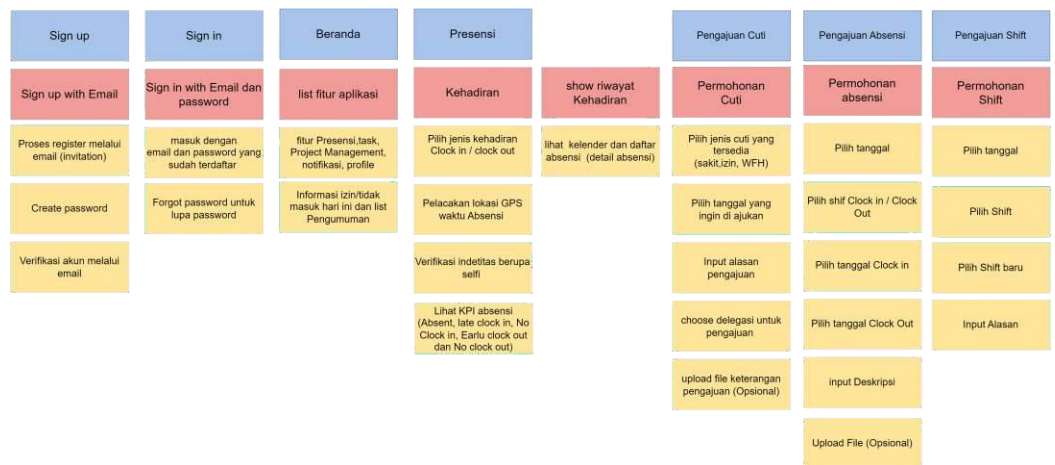 Sign up
Sign in
Beranda
Presensi
Pengajuan Cuti
Pengajuan Absensi
Pengajuan Shift
Sign up with Email
Sign in with Email dan
password
list fitur aplikasi
Kehadiran
show riwayat
Kehadiran
Permohonan
Cuti
Permohonan
absensi
Permohonan
Shift
Proses register melalui
email (invitation)
masuk dengan
email dan password yang
sudah terdaftar
fitur Presensi,task,
Project Management,
notifikasi, profile
Pilih jenis kehadiran
Clock in / clock out
lihat kelender dan daftar
absensi (detail absensi)
Pilih jenis cuti yang
tersedia
(sakit,izin, WFH)
Pilih tanggal
Pilih tanggal
Create password
Forgot password untuk
lupa password
Informasi izin/tidak
masuk hari ini dan list
Pengumuman
Pelacakan lokasi GPS
waktu Absensi
Pilih tanggal yang
ingin di ajukan
Pilih shif Clock in / Clock
Out
Pilih Shift
Verifikasi akun melalui
email
Verifikasi indetitas berupa
selfi
Input alasan
pengajuan
Pilih tanggal Clock in
Pilih Shift baru
Lihat KPI absensi
(Absent, late clock in, No
Clock in, Earlu clock out
dan No clock out)
choose delegasi untuk
pengajuan
Pilih tanggal Clock Out
Input Alasan
upload file keterangan
pengajuan (Opsional)
input Deskripsi
Upload File (Opsional)